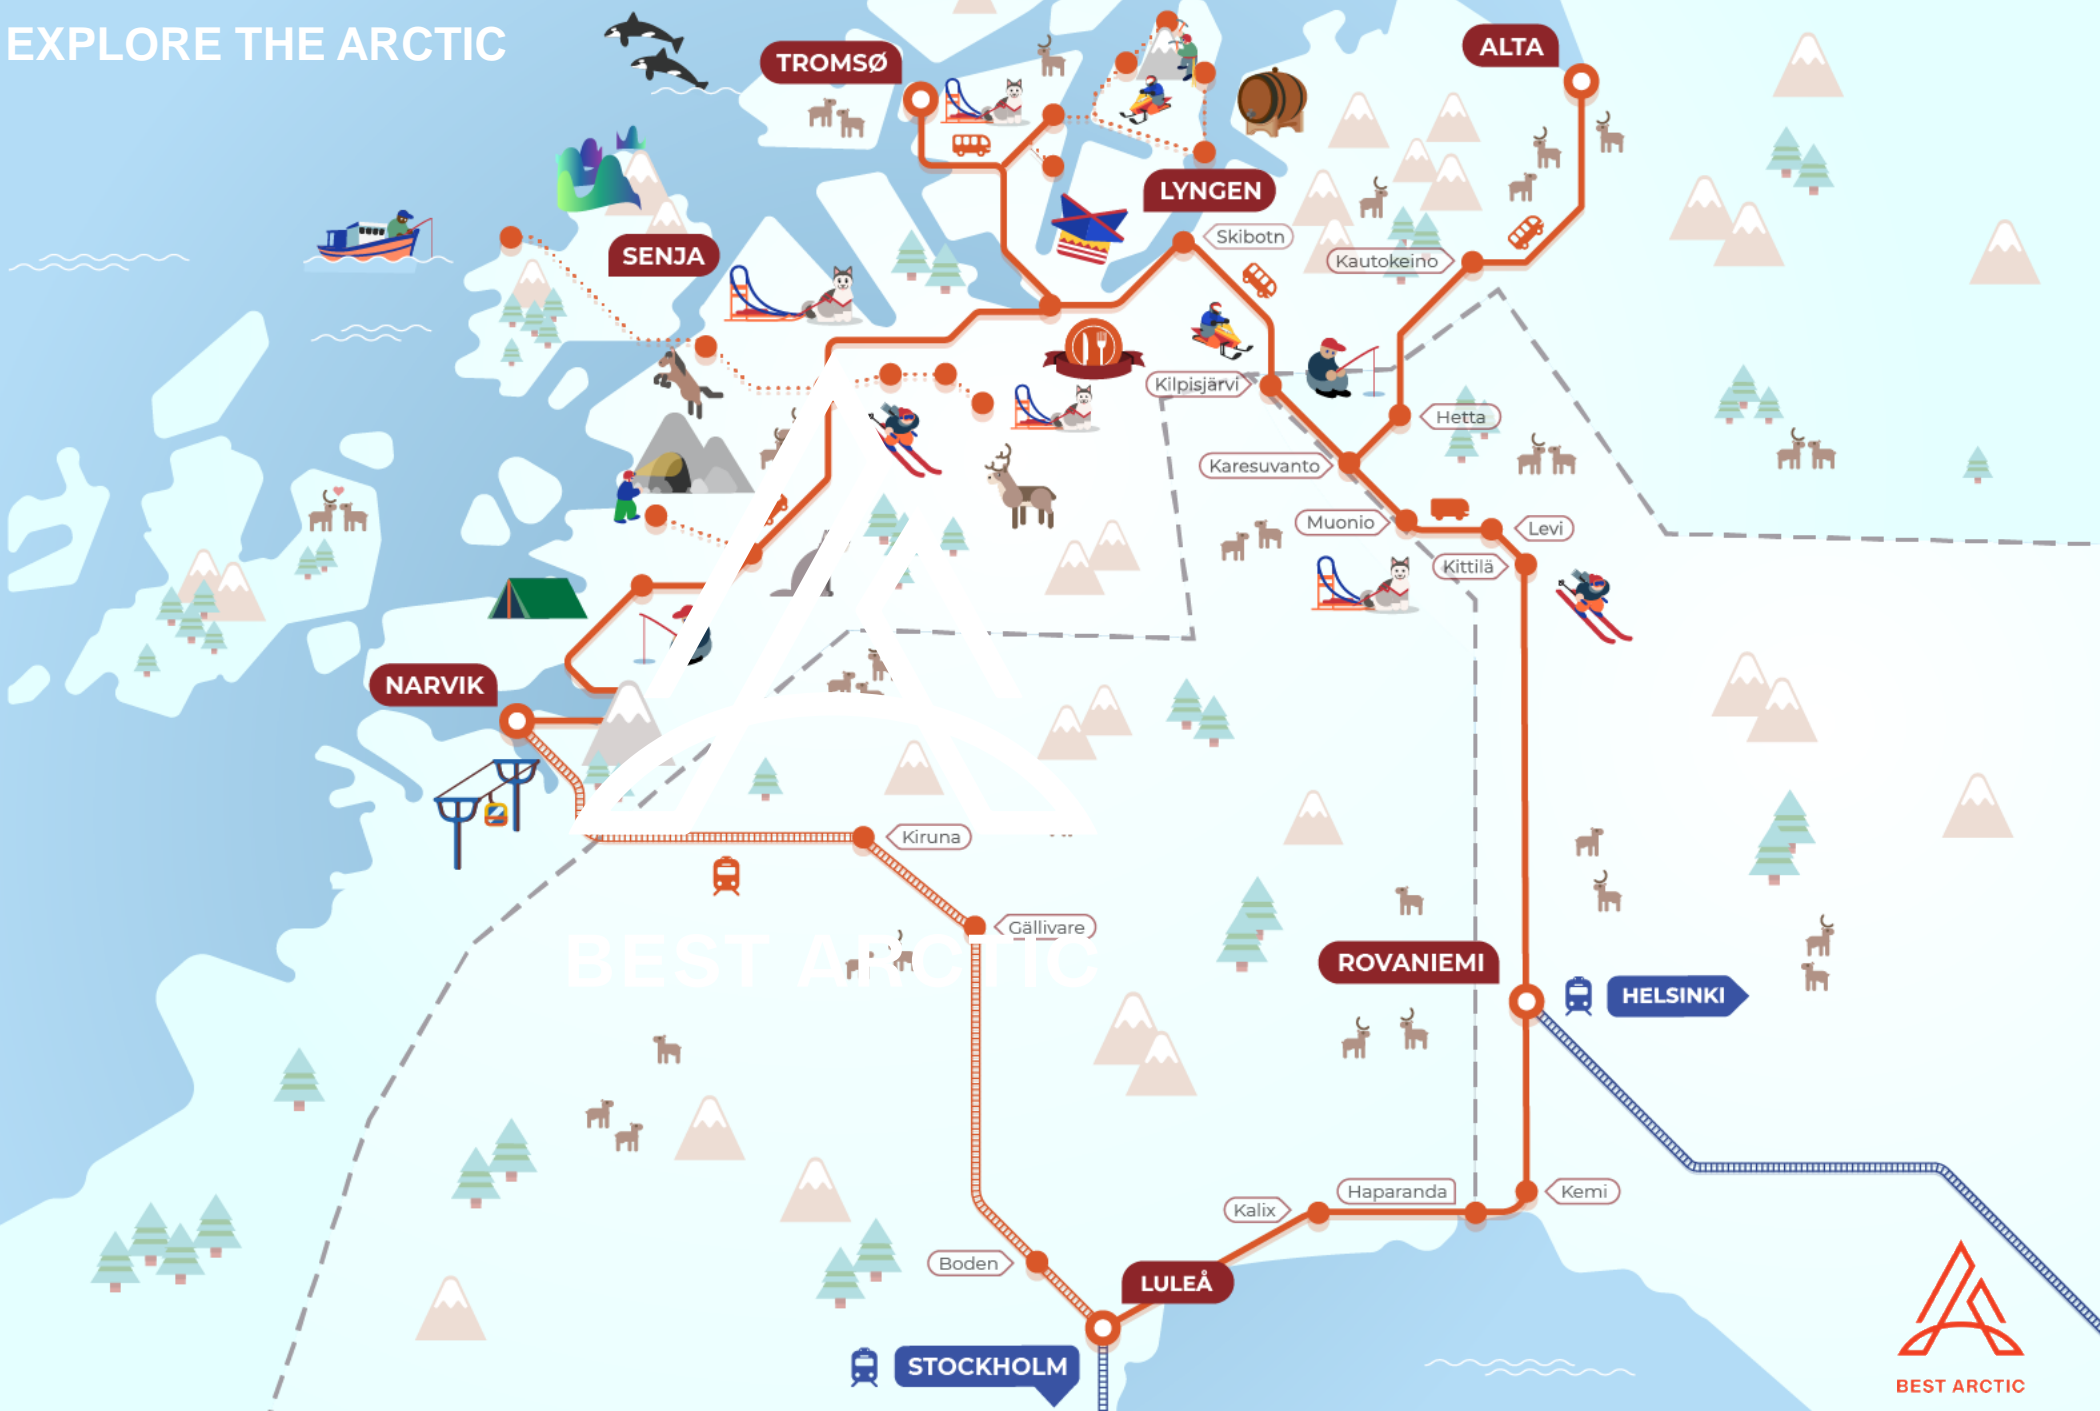 EXPLORE THE ARCTIC
TROMSØ
ALTA
LYNGEN
Skibotn
SENJA
Kautokeino
Kilpisjärvi
Hetta
Karesuvanto
Muonio
Levi
Kittilä
NARVIK
Kiruna
Gällivare
BEST ARCTIC
ROVANIEMI
HELSINKI
Haparanda
Kemi
Kalix
Boden
LULEÅ
STOCKHOLM
BEST ARCTIC